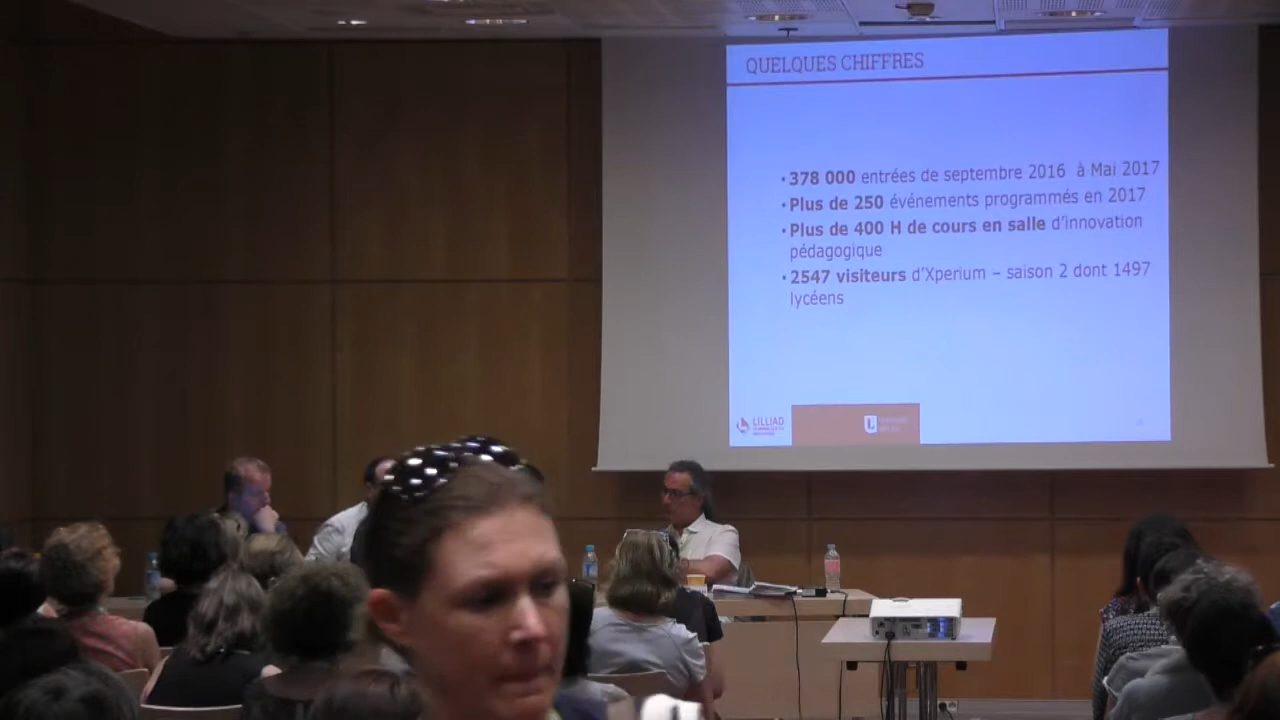 QUELQUES CHIFFRES
• 378 000 entrées de septembre 2016 à Mai 2017
• Plus de 250 événements programmés en 2017
• Plus de 400 H de cours en salle d'innovation
pédagogique
• 2547 visiteurs d'Xperium – saison 2 dont 1497
lycéens
LILLIAD